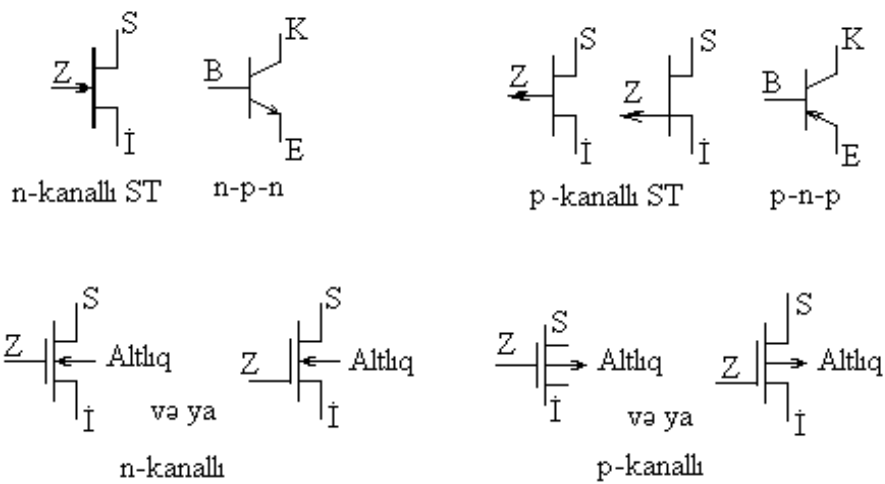 S K S S K
Z B Z Z B
İ E İ İ E
n-kanallı ST n-p-n p -kanallı ST p-n-p
S S S S
Z Altlıq Z Altlıq Z Altlıq Z Altlıq
İ və ya İ İ və ya İ
n-kanallı p-kanallı